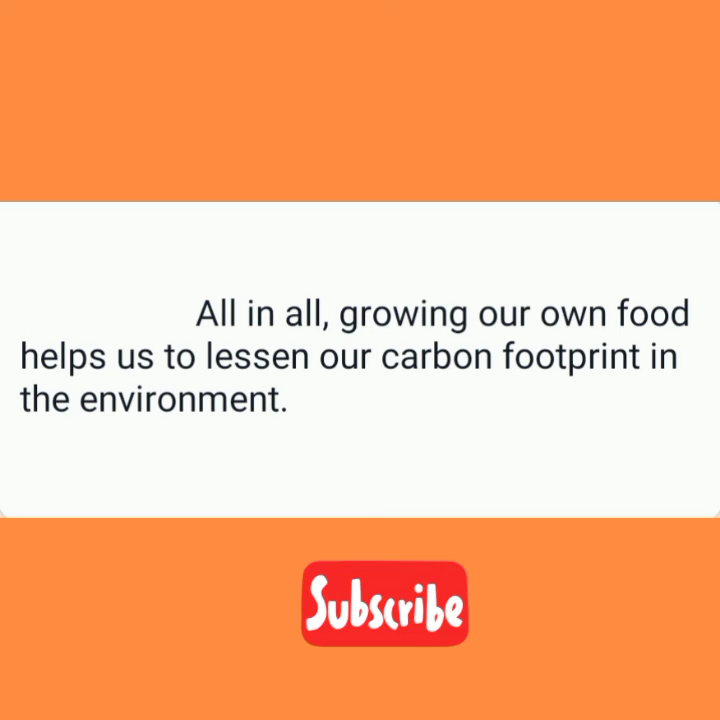 All in all, growing our own food
helps us to lessen our carbon footprint in
the environment.
Subscribe